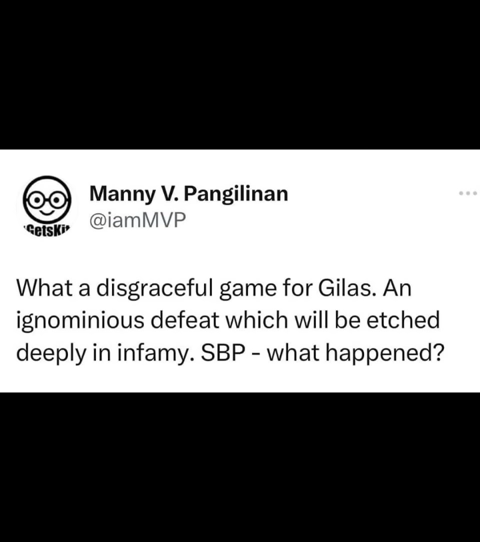 Manny V. Pangilinan
@iamMVP
'GetsKi'
What a disgraceful game for Gilas. An
ignominious defeat which will be etched
deeply in infamy. SBP - what happened?